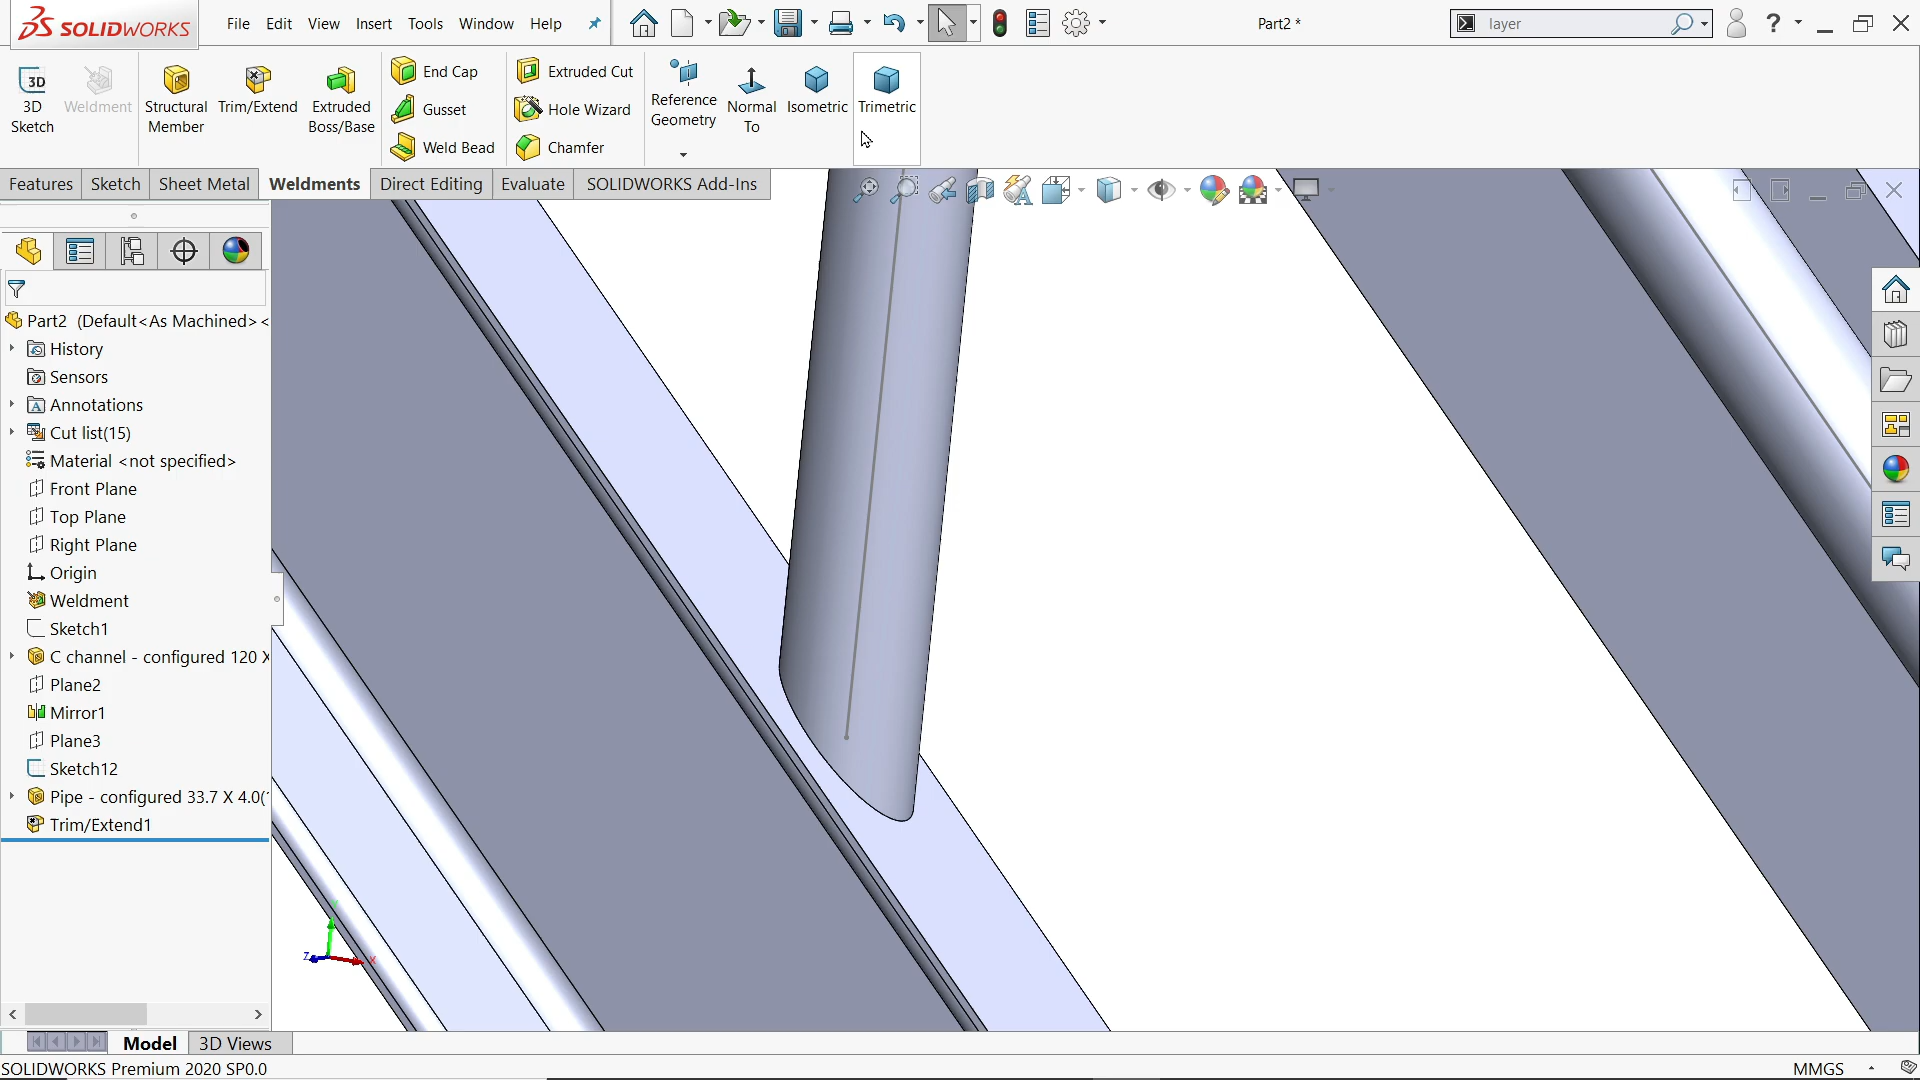 SOLIDWORKS
File Edit View Insert Tools Window Help
Part2 *
layer
3D Sketch
Weldment
Structural Member
Trim/Extend
Extruded Boss/Base
End Cap
Gusset
Weld Bead
Extruded Cut
Hole Wizard
Chamfer
Reference Geometry
Normal To
Isometric
Trimetric
Features Sketch Sheet Metal Weldments Direct Editing Evaluate SOLIDWORKS Add-Ins
Part2 (Default<As Machined> <
History
Sensors
Annotations
Cut list(15)
Material <not specified>
Front Plane
Top Plane
Right Plane
Origin
Weldment
Sketch1
C channel - configured 120 X
Plane2
Mirror1
Plane3
Sketch12
Pipe - configured 33.7 X 4.0(
Trim/Extend1
Y
Z
X
Model 3D Views
SOLIDWORKS Premium 2020 SP0.0
MMGS